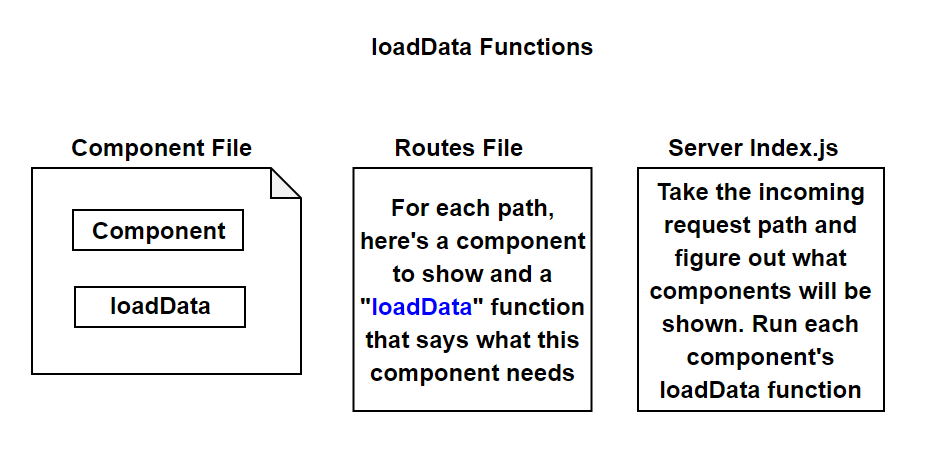 loadData Functions
Component File
Component
loadData
Routes File
For each path,
here's a component
to show and a
"loadData" function
that says what this
component needs
Server Index.js
Take the incoming
request path and
figure out what
components will be
shown. Run each
component's
loadData function